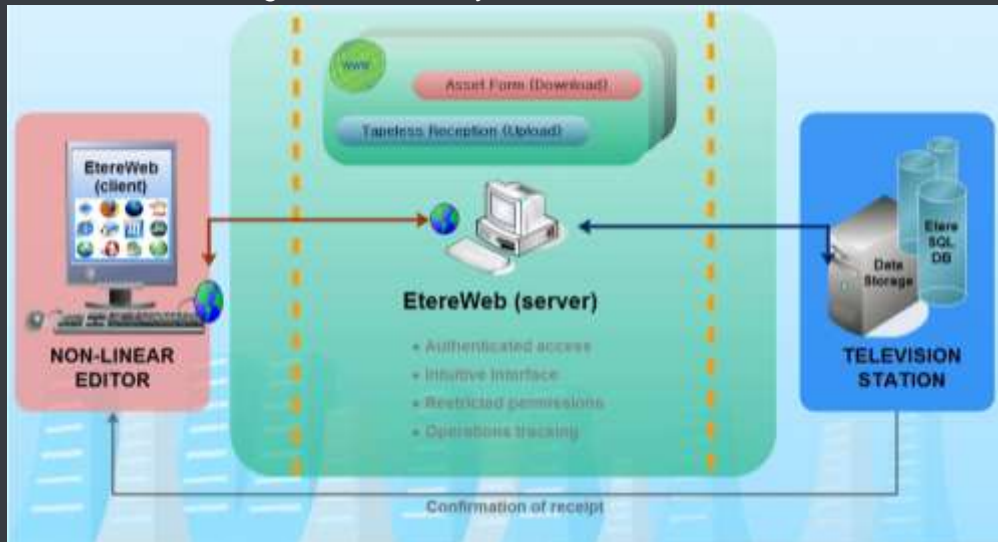 www
Asset Form (Download)
Tapeless Reception (Upload)
EtereWeb
(client)
NON-LINEAR
EDITOR
EtereWeb (server)
• Authenticated access
• Intuitive interface
• Restricted permissions
• Operations tracking
Etere
SQL
DB
Data
Storage
TELEVISION
STATION
Confirmation of receipt